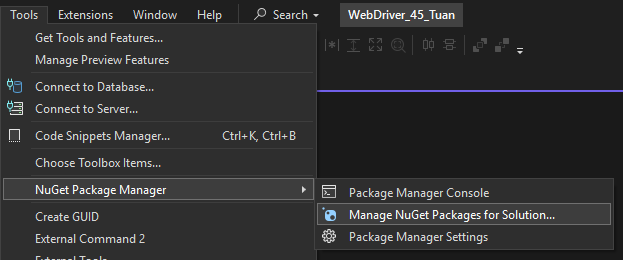 Tools Extensions Window Help Search WebDriver_45_Tuan
Get Tools and Features...
Manage Preview Features
Connect to Database...
Connect to Server...
Code Snippets Manager... Ctrl+K, Ctrl+B
Choose Toolbox Items...
NuGet Package Manager
Package Manager Console
Manage NuGet Packages for Solution...
Package Manager Settings
Create GUID
External Command 2
External Tools